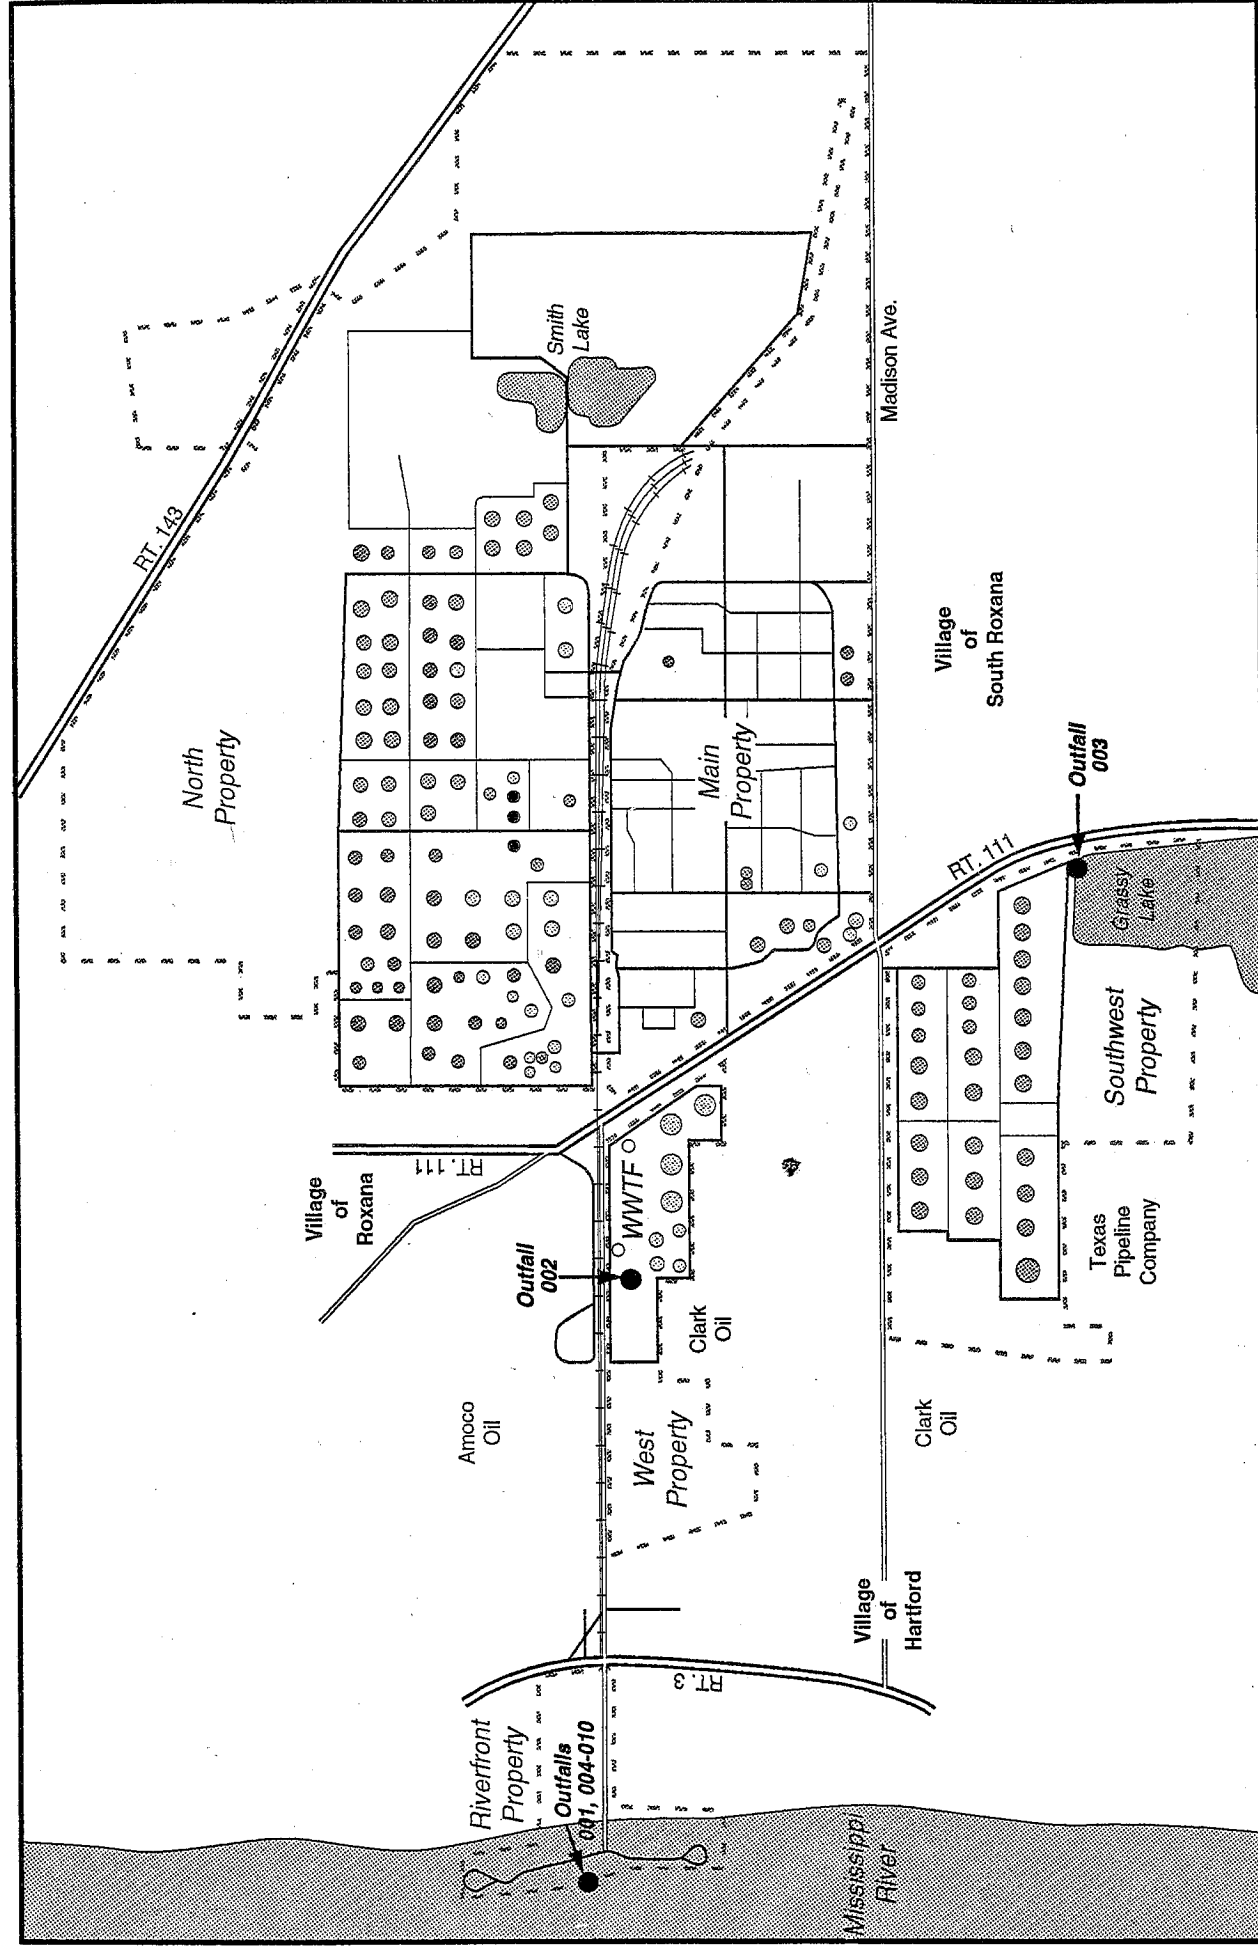 RT. 143
North
Property
Smith
Lake
Madison Ave.
Main
Property
Village
of
South Roxana
Outfall
003
RT. 111
Grassy
Lake
Southwest
Property
Village
of
Roxana
RT. 111
WWTF
Outfall
002
Texas
Pipeline
Company
Clark
Oil
Amoco
Oil
West
Property
Clark
Oil
Village
of
Hartford
RT. 3
Riverfront
Property
Outfalls
001, 004-010
Mississippi
River